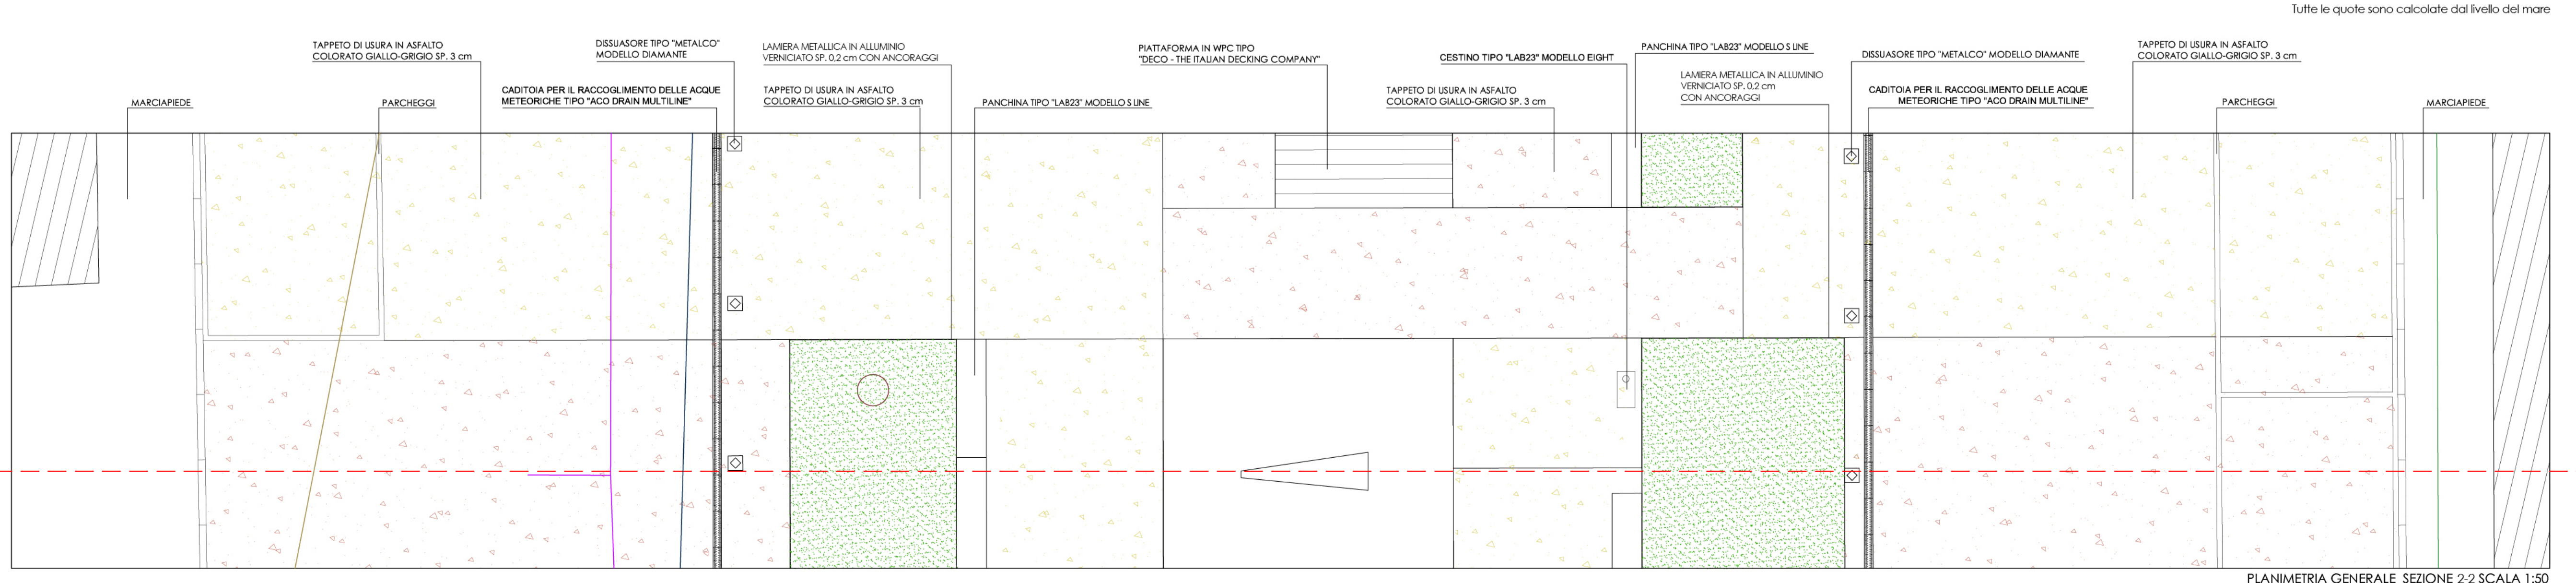 Tutte le quote sono calcolate dal livello del mare
MARCIAPIEDE
TAPPETO DI USURA IN ASFALTO
COLORATO GIALLO-GRIGIO SP. 3 cm
PARCHEGGI
DISSUASORE TIPO "METALCO"
MODELLO DIAMANTE
CADITOIA PER IL RACCOGLIMENTO DELLE ACQUE
METEORICHE TIPO "ACO DRAIN MULTILINE"
LAMIERA METALLICA IN ALLUMINIO
VERNICIATO SP. 0,2 cm CON ANCORAGGI
TAPPETO DI USURA IN ASFALTO
COLORATO GIALLO-GRIGIO SP. 3 cm
PANCHINA TIPO "LAB23" MODELLO S LINE
PIATTAFORMA IN WPC TIPO
"DECO - THE ITALIAN DECKING COMPANY"
TAPPETO DI USURA IN ASFALTO
COLORATO GIALLO-GRIGIO SP. 3 cm
CESTINO TIPO "LAB23" MODELLO EIGHT
PANCHINA TIPO "LAB23" MODELLO S LINE
LAMIERA METALLICA IN ALLUMINIO
VERNICIATO SP. 0,2 cm
CON ANCORAGGI
DISSUASORE TIPO "METALCO" MODELLO DIAMANTE
CADITOIA PER IL RACCOGLIMENTO DELLE ACQUE
METEORICHE TIPO "ACO DRAIN MULTILINE"
TAPPETO DI USURA IN ASFALTO
COLORATO GIALLO-GRIGIO SP. 3 cm
PARCHEGGI
MARCIAPIEDE
PLANIMETRIA GENERALE SEZIONE 2-2 SCALA 1:50